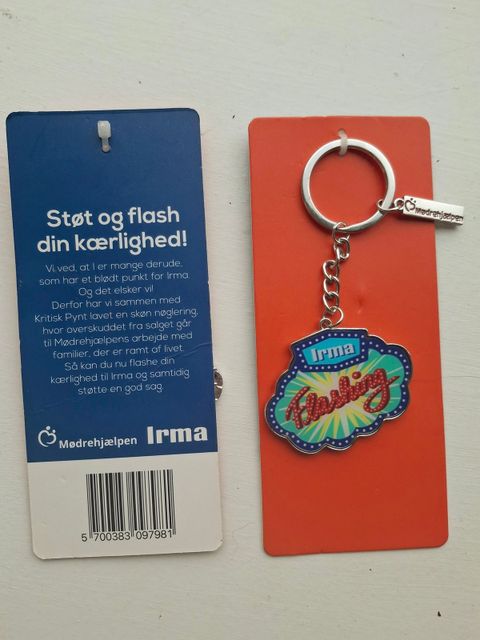 Støt og flash
din kærlighed!
Vi ved, at I er mange derude,
som har et blødt punkt for Irma.
Og det elsker vi!
Derfor har vi sammen med
Kritisk Pynt lavet en skøn nøglering,
hvor overskuddet fra salget går
til Mødrehjælpens arbejde med
familier, der er ramt af livet.
Så kan du nu flashe din
kærlighed til Irma og samtidig
støtte en god sag.
Mødrehjælpen Irma
5 700383 097981
Mødrehjælpen
Irma
Flashing